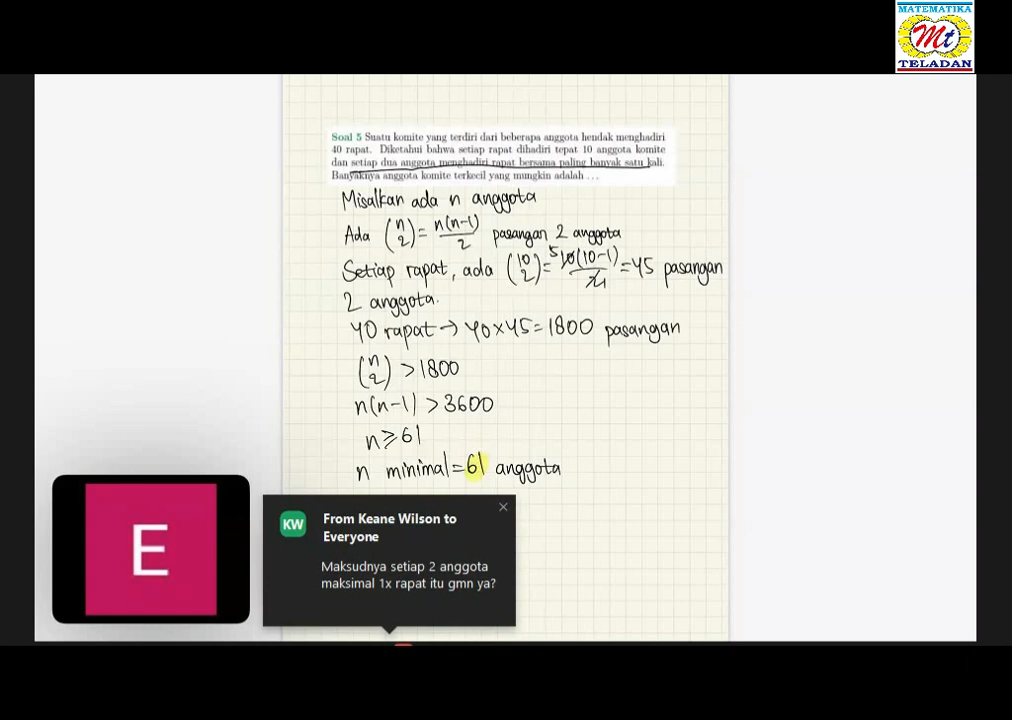 MATEMATIKA
Mt
TELADAN
Soal 5 Suatu komite yang terdiri dari beberapa anggota hendak menghadiri
40 rapat. Diketahui bahwa setiap rapat dihadiri tepat 10 anggota komite
dan setiap dua anggota menghadiri rapat bersama paling banyak satu kali.
Banyaknya anggota komite terkecil yang mungkin adalah ...
Misalkan ada n anggota
Ada (n 2) = n(n-1)/2 pasangan 2 anggota
Setiap rapat, ada (10 2) = 5 10(10-1)/2 1 = 45 pasangan
2 anggota.
40 rapat → 40×45=1800 pasangan
(n 2) > 1800
n(n-1) > 3600
n ≥ 61
n minimal = 61 anggota
E
KW
From Keane Wilson to
Everyone
Maksudnya setiap 2 anggota
maksimal 1x rapat itu gmn ya?